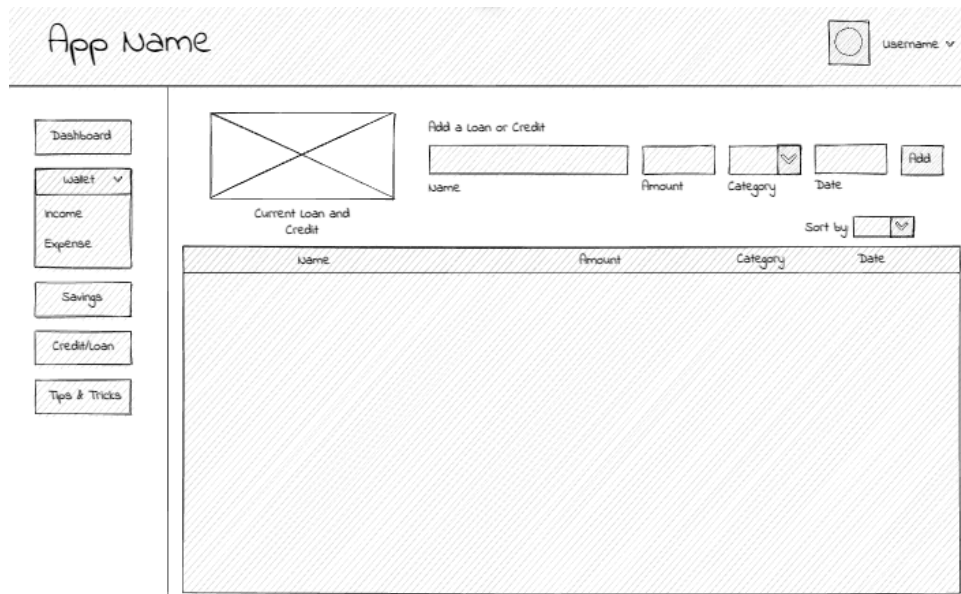 App Name
username
Dashboard
Wallet
Income
Expense
Savings
Credit/Loan
Tips & Tricks
Current Loan and
Credit
Add a Loan or Credit
Name
Amount
Category
Date
Add
Sort by
Name
Amount
Category
Date